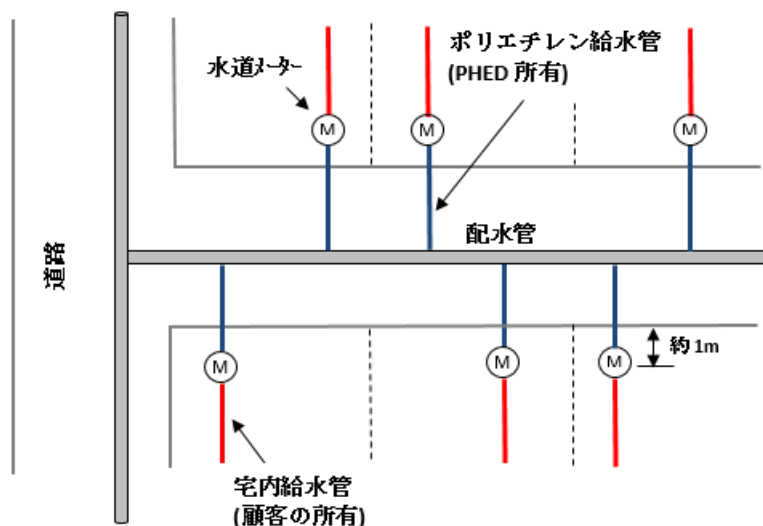 ポリエチレン給水管
(PHED 所有)
水道ﾒｰﾀｰ
M
M
M
配水管
道路
約 1m
M
M
M
宅内給水管
(顧客の所有)